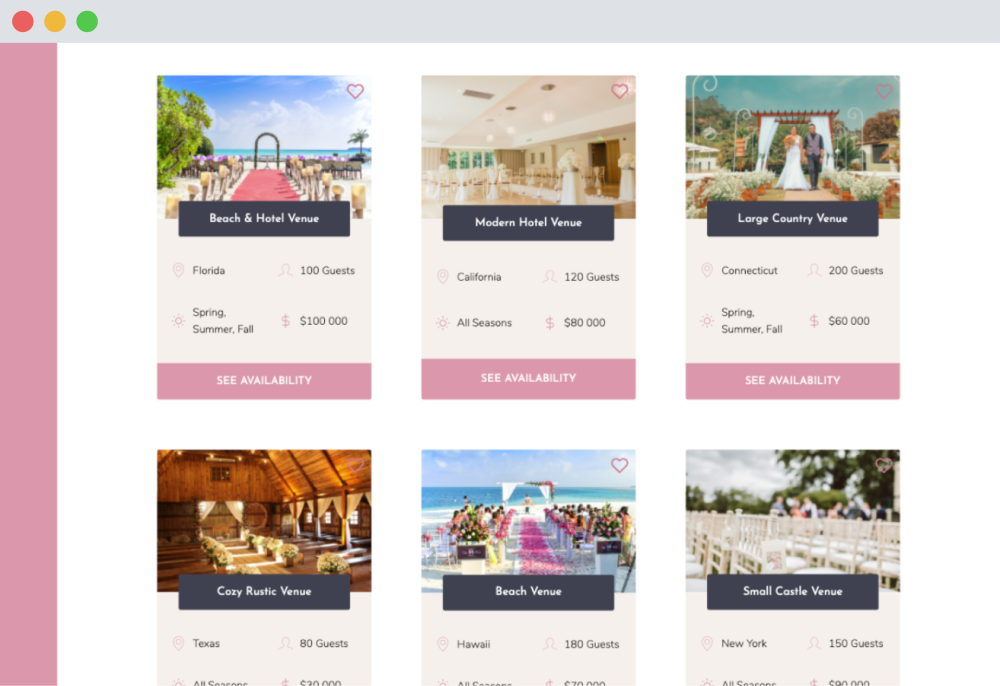 Beach & Hotel Venue
Florida
100 Guests
Spring,
Summer, Fall
$100 000
SEE AVAILABILITY
Modern Hotel Venue
California
120 Guests
All Seasons
$80 000
SEE AVAILABILITY
Large Country Venue
Connecticut
200 Guests
Spring,
Summer, Fall
$60 000
SEE AVAILABILITY
Cozy Rustic Venue
Texas
80 Guests
All Seasons
$30 000
Beach Venue
Hawaii
180 Guests
All Seasons
$70 000
Small Castle Venue
New York
150 Guests
All Seasons
$90 000